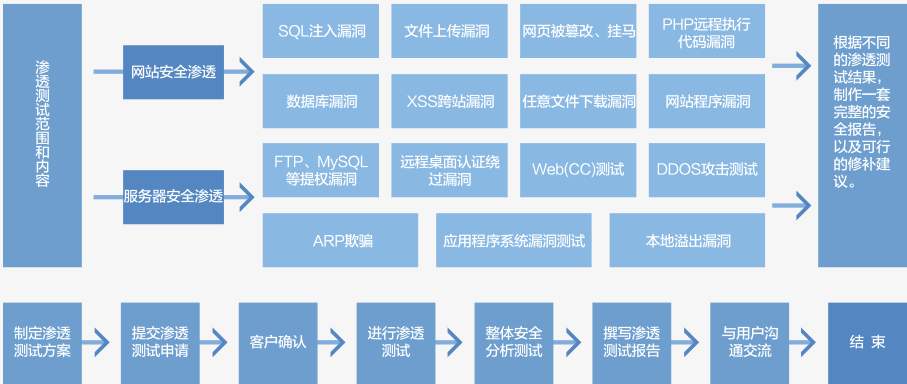 渗透测试范围和内容
网站安全渗透
服务器安全渗透
SQL注入漏洞
文件上传漏洞
网页被篡改、挂马
PHP远程执行
代码漏洞
数据库漏洞
XSS跨站漏洞
任意文件下载漏洞
网站程序漏洞
FTP、MySQL
等提权漏洞
远程桌面认证绕
过漏洞
Web(CC)测试
DDOS攻击测试
ARP欺骗
应用程序系统漏洞测试
本地溢出漏洞
根据不同
的渗透测
试结果，
制作一套
完整的安
全报告，
以及可行
的修补建
议。
制定渗透
测试方案
提交渗透
测试申请
客户确认
进行渗透
测试
整体安全
分析测试
撰写渗透
测试报告
与用户沟
通交流
结 束